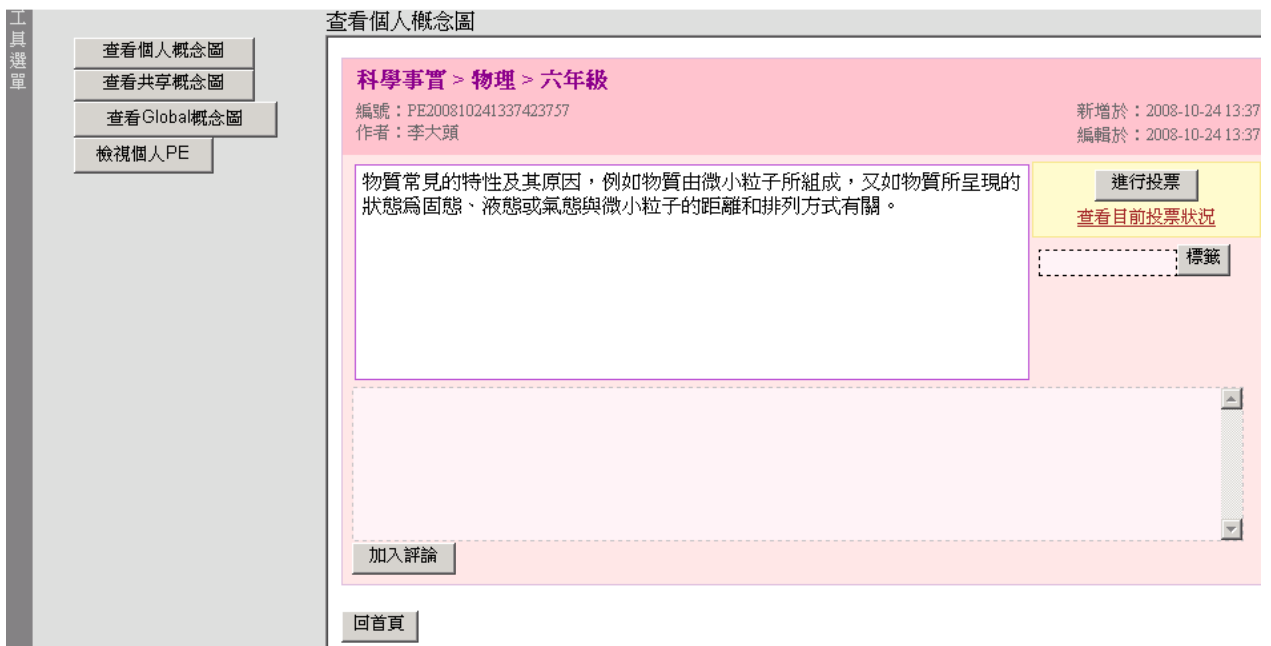 工具選單
查看個人概念圖
查看共享概念圖
查看Global概念圖
檢視個人PE
查看個人概念圖
科學事實 > 物理 > 六年級
編號：PE200810241337423757
新增於：2008-10-24 13:37
作者：李大頭
編輯於：2008-10-24 13:37
物質常見的特性及其原因，例如物質由微小粒子所組成，又如物質所呈現的
狀態為固態、液態或氣態與微小粒子的距離和排列方式有關。
進行投票
查看目前投票狀況
標籤
加入評論
回首頁